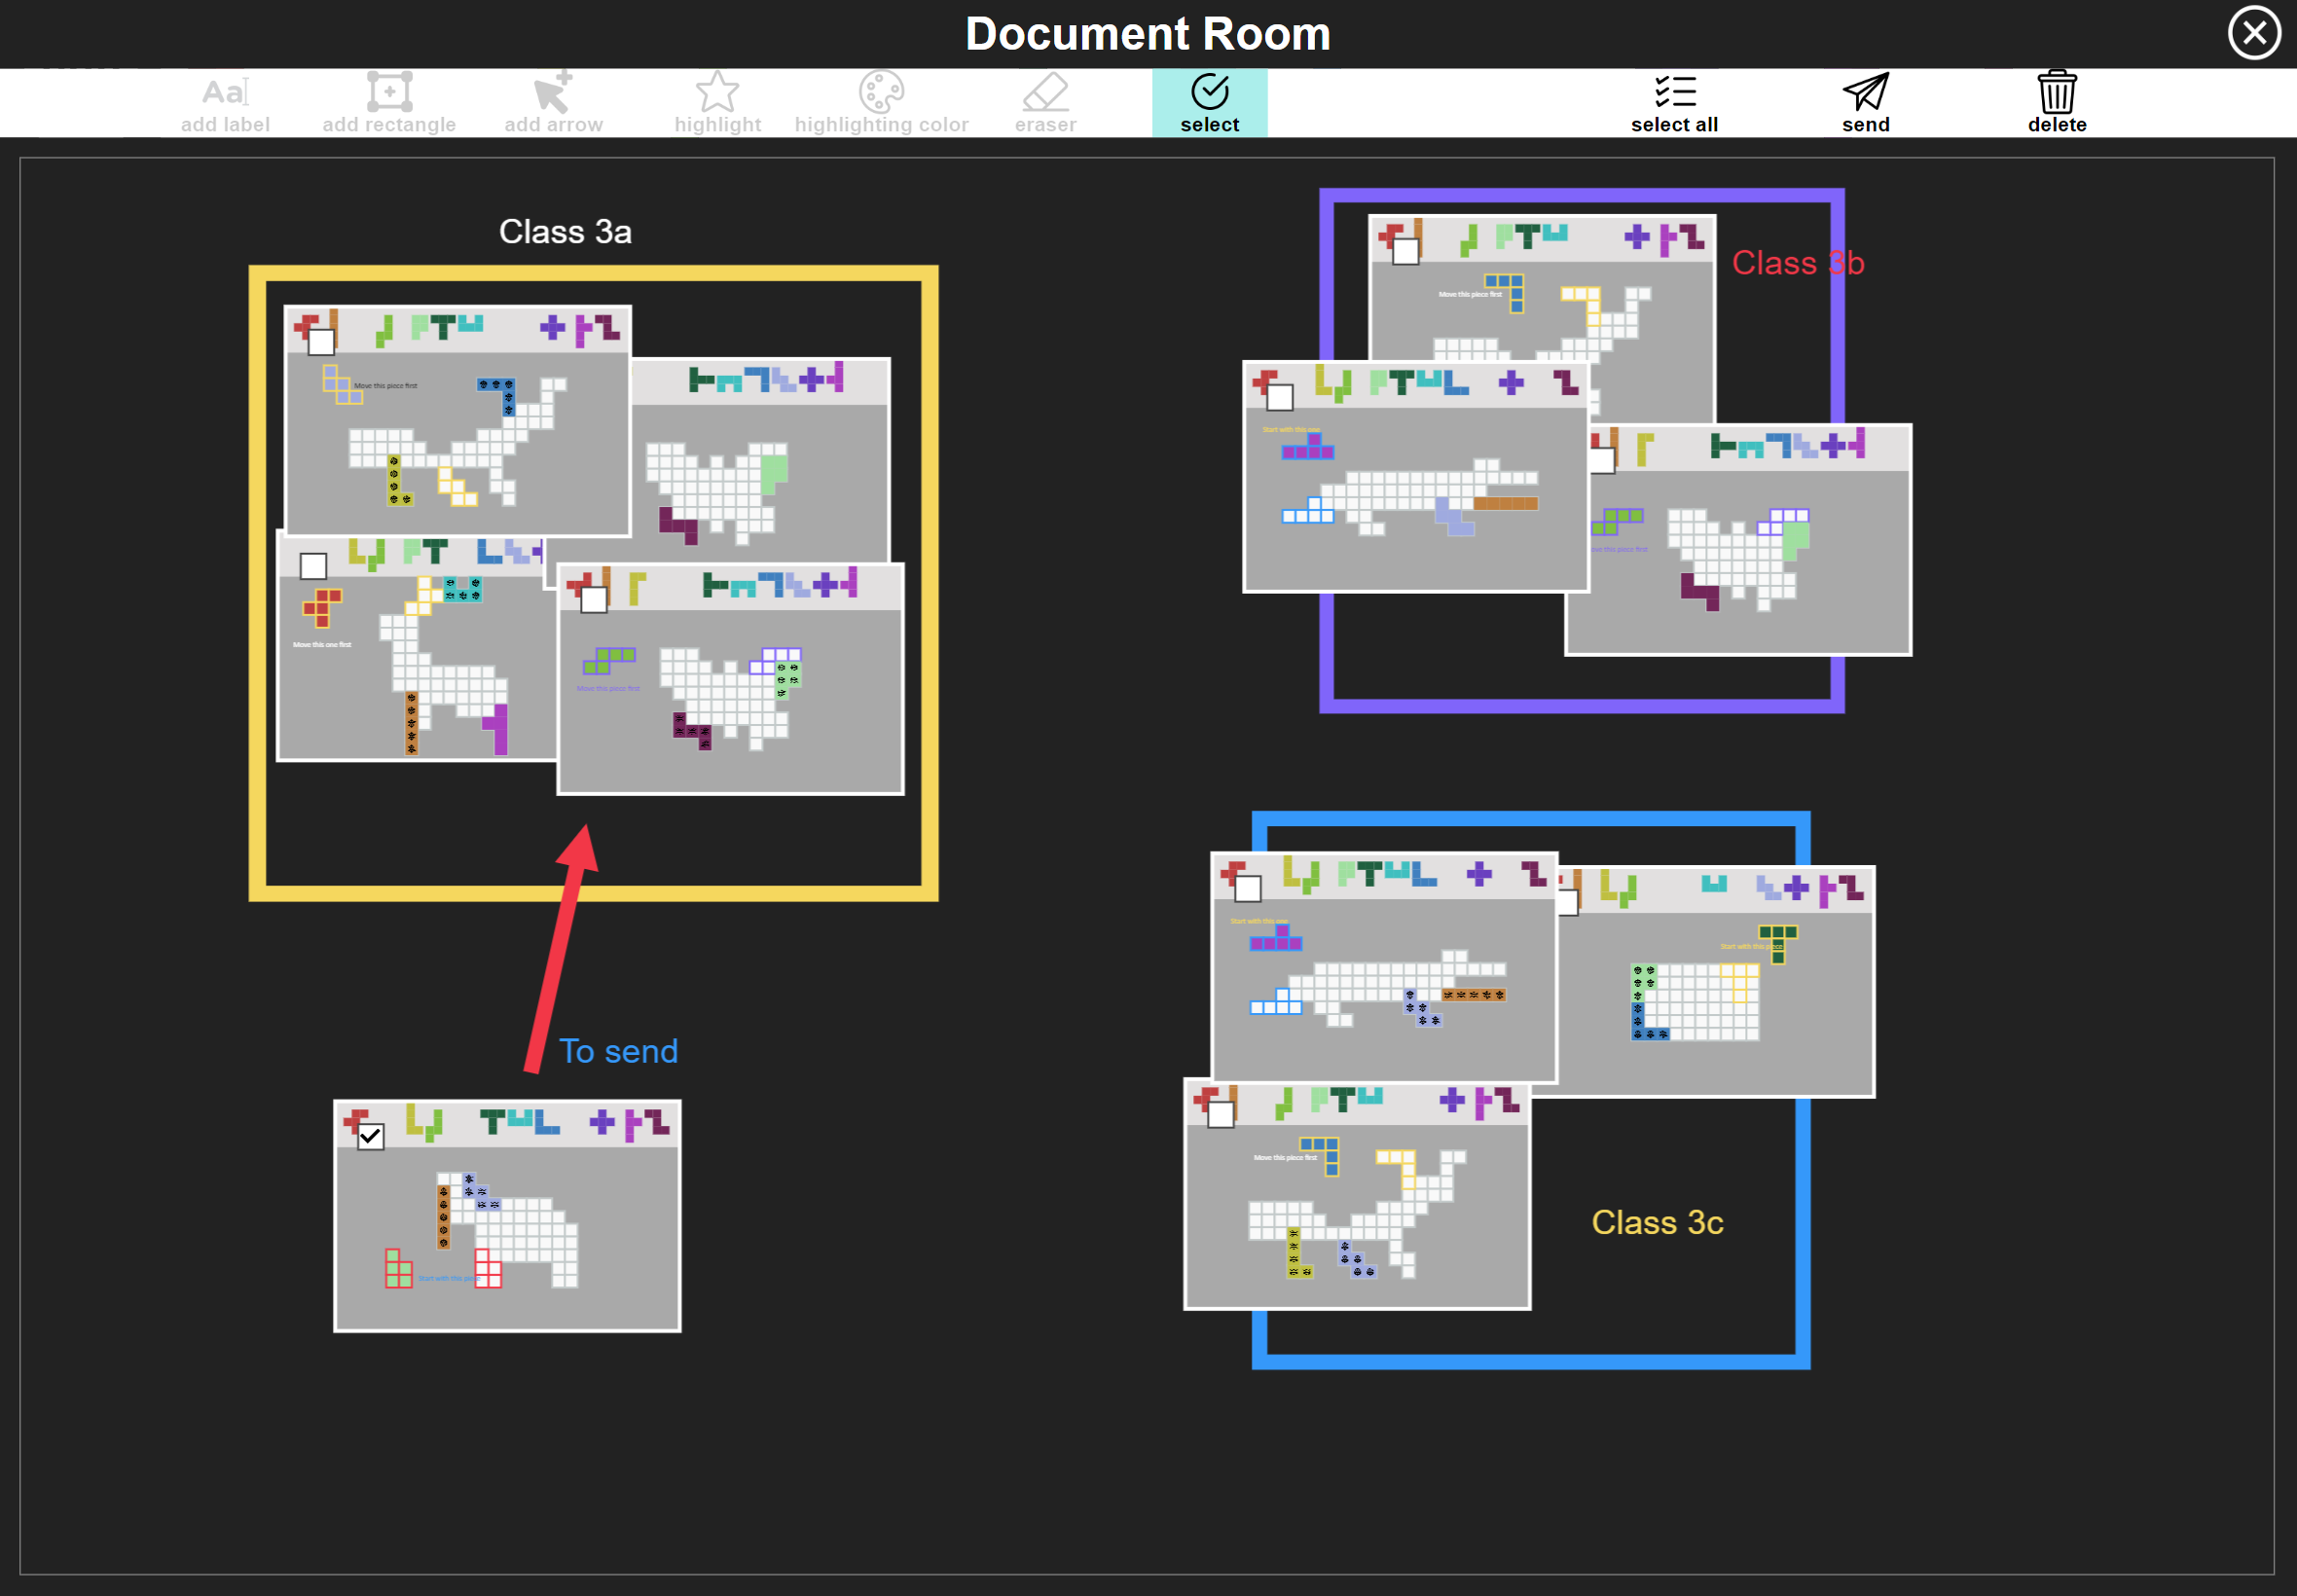 Document Room
add label
add rectangle
add arrow
highlight
highlighting color
eraser
select
select all
send
delete
Class 3a
Move this piece first
Move this one first
Move this piece first
Class 3b
Move this piece first
Start with this one
ove this piece first
To send
Start with this piece
Start with this one
Start with this piece
Move this piece first
Class 3c